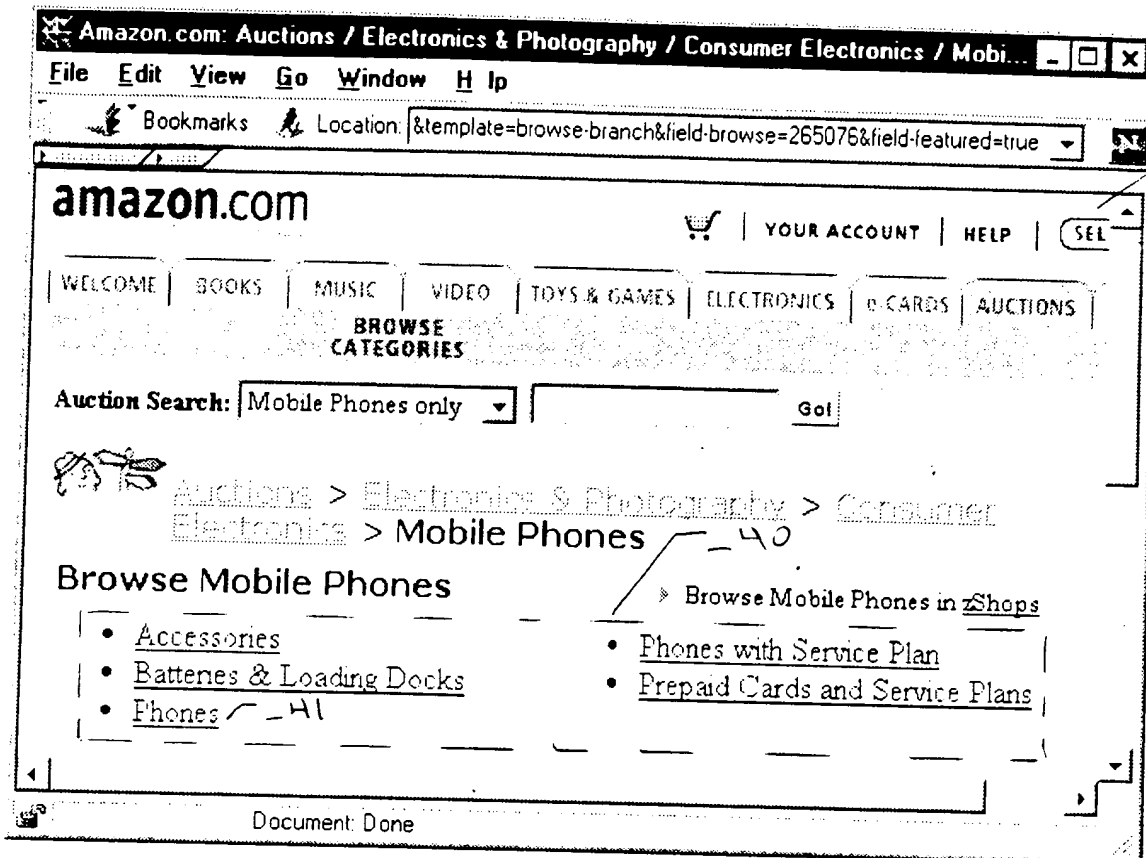 Amazon.com: Auctions / Electronics & Photography / Consumer Electronics / Mobi...
File Edit View Go Window H lp
Bookmarks Location: &template=browse-branch&field-browse=265076&field-featured=true N
amazon.com
YOUR ACCOUNT | HELP | SEL
WELCOME BOOKS MUSIC VIDEO TOYS & GAMES ELECTRONICS e-CARDS AUCTIONS
BROWSE
CATEGORIES
Auction Search: Mobile Phones only Go!
Auctions > Electronics & Photography > Consumer
Electronics > Mobile Phones _40
Browse Mobile Phones
Browse Mobile Phones in zShops
• Accessories
• Batteries & Loading Docks
• Phones _41
• Phones with Service Plan
• Prepaid Cards and Service Plans
Document: Done